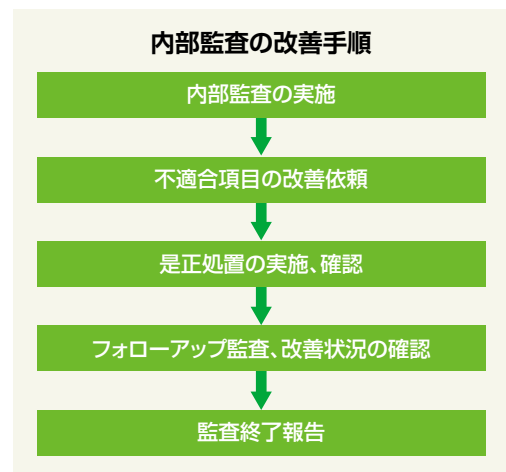 内部監査の改善手順
内部監査の実施
不適合項目の改善依頼
是正処置の実施、確認
フォローアップ監査、改善状況の確認
監査終了報告